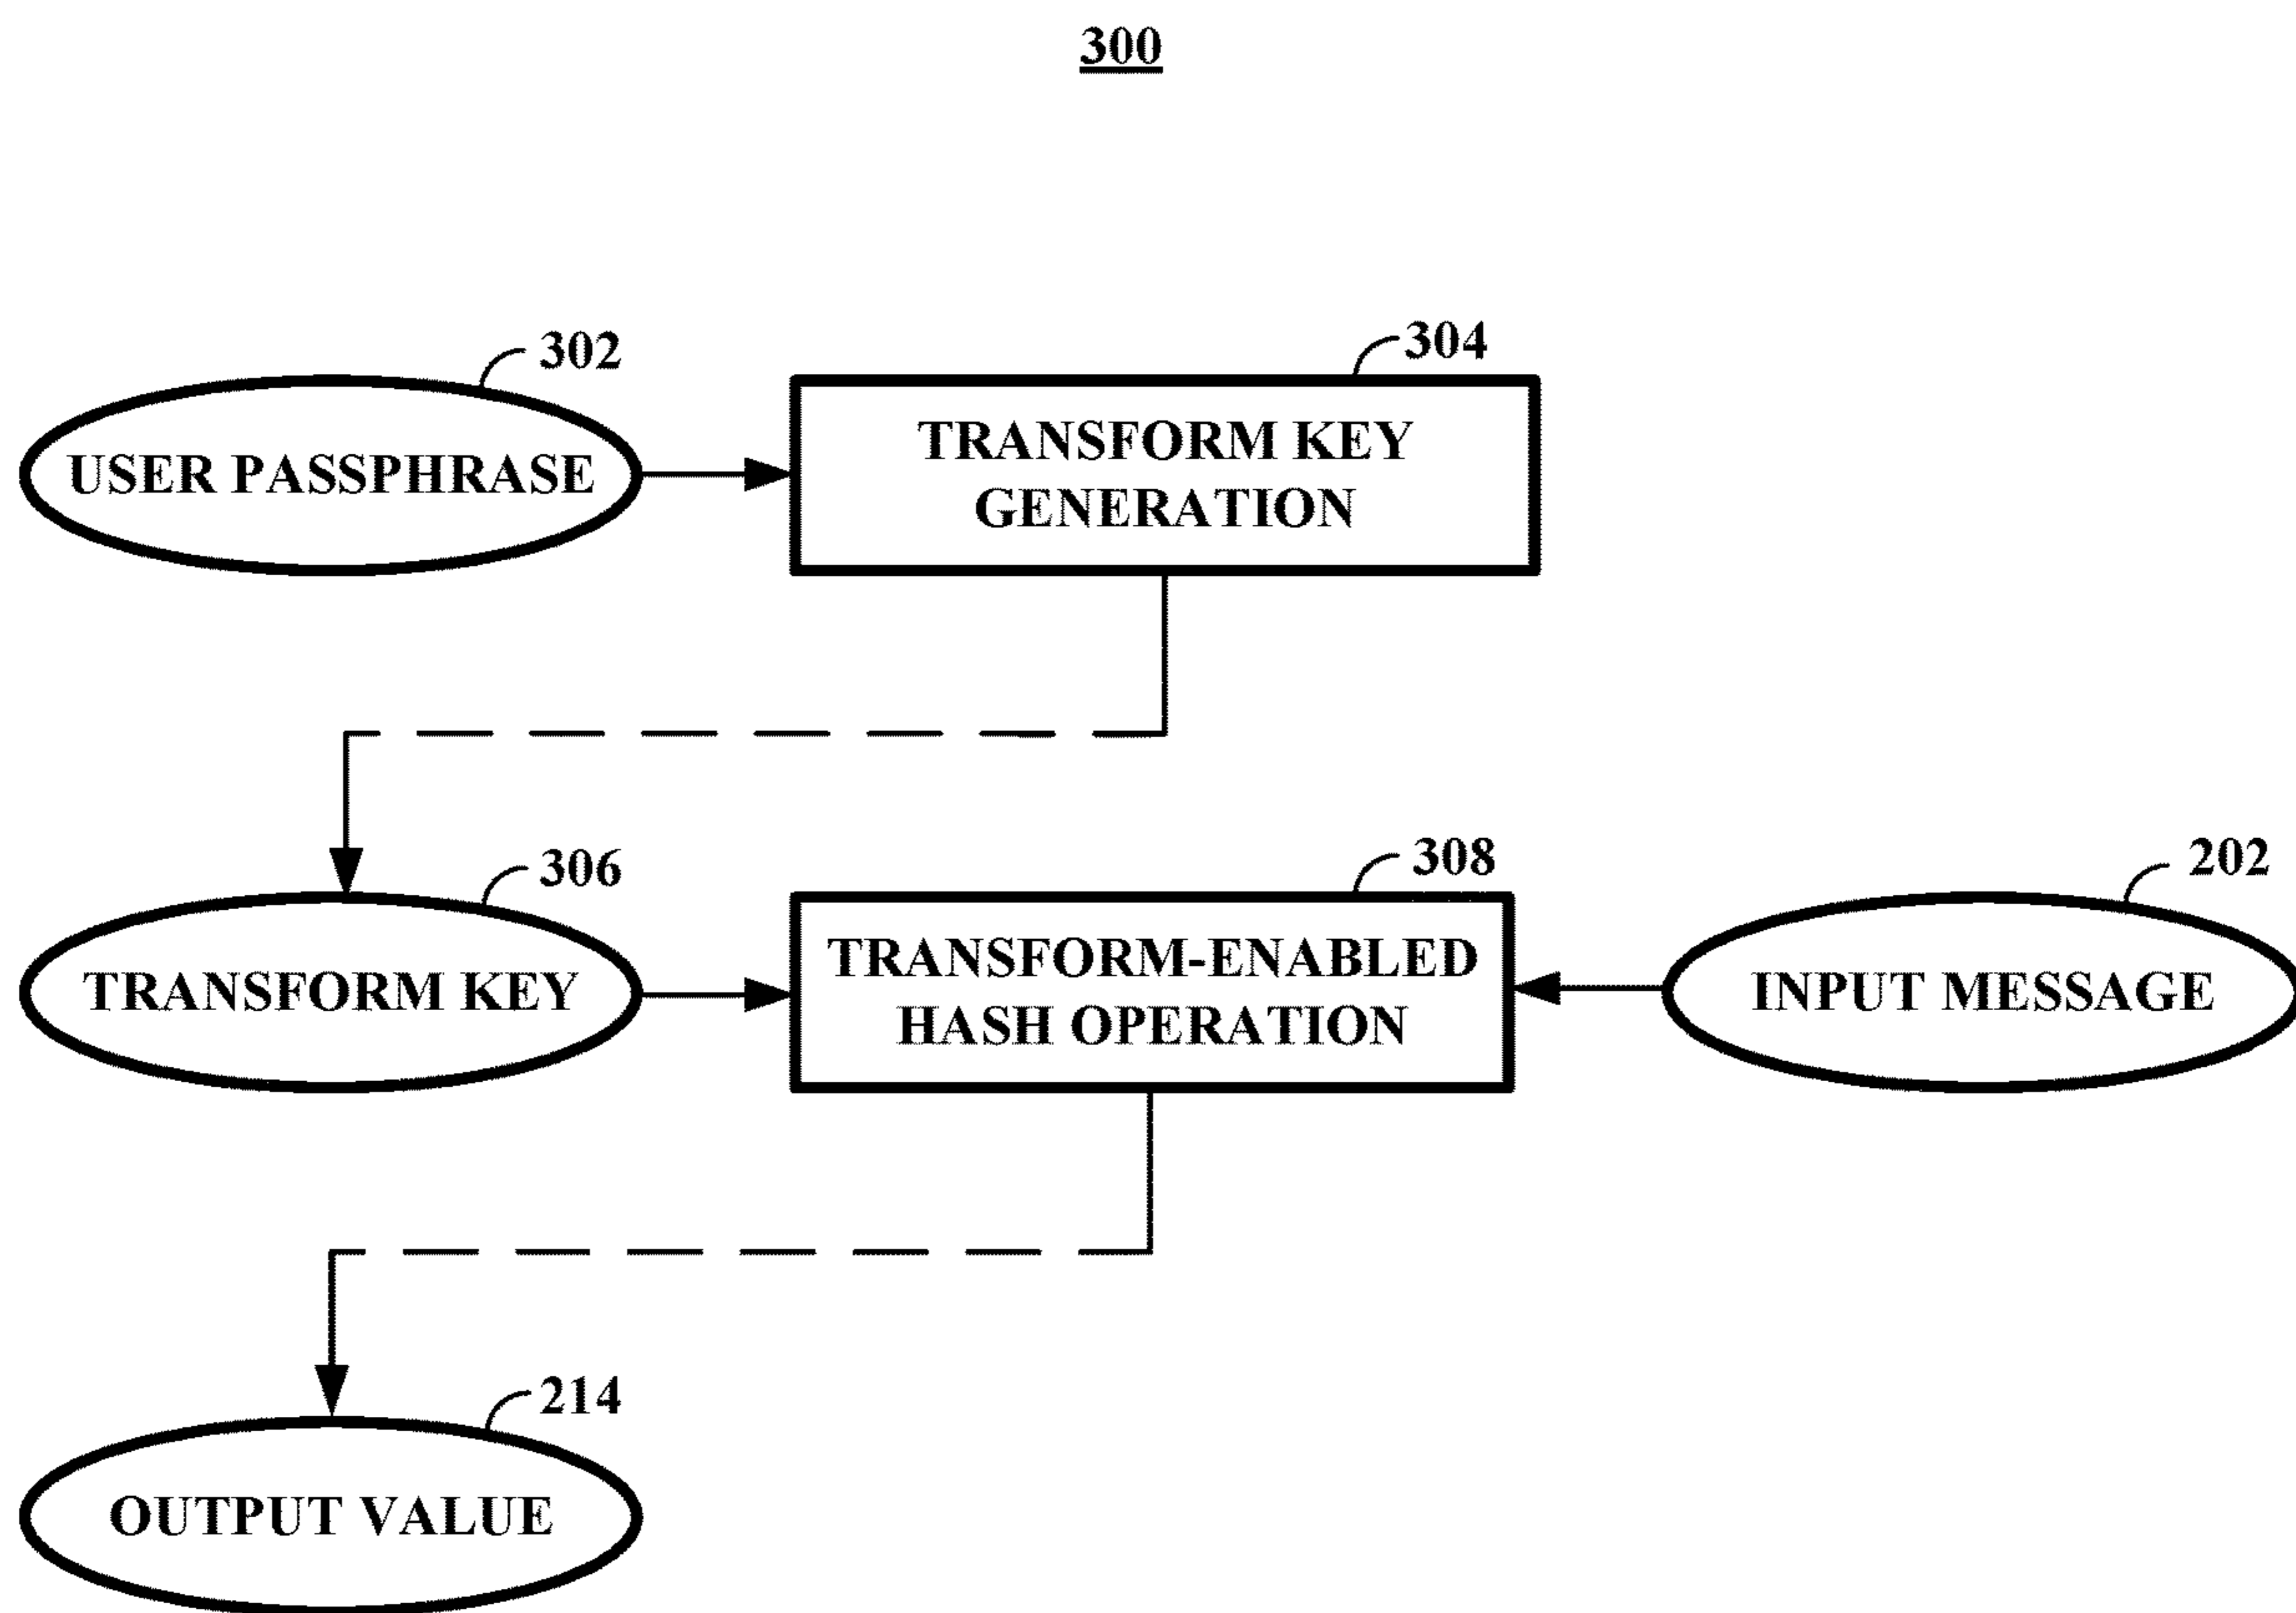 300
302
304
USER PASSPHRASE
TRANSFORM KEY
GENERATION
306
308
202
TRANSFORM KEY
TRANSFORM-ENABLED
HASH OPERATION
INPUT MESSAGE
214
OUTPUT VALUE